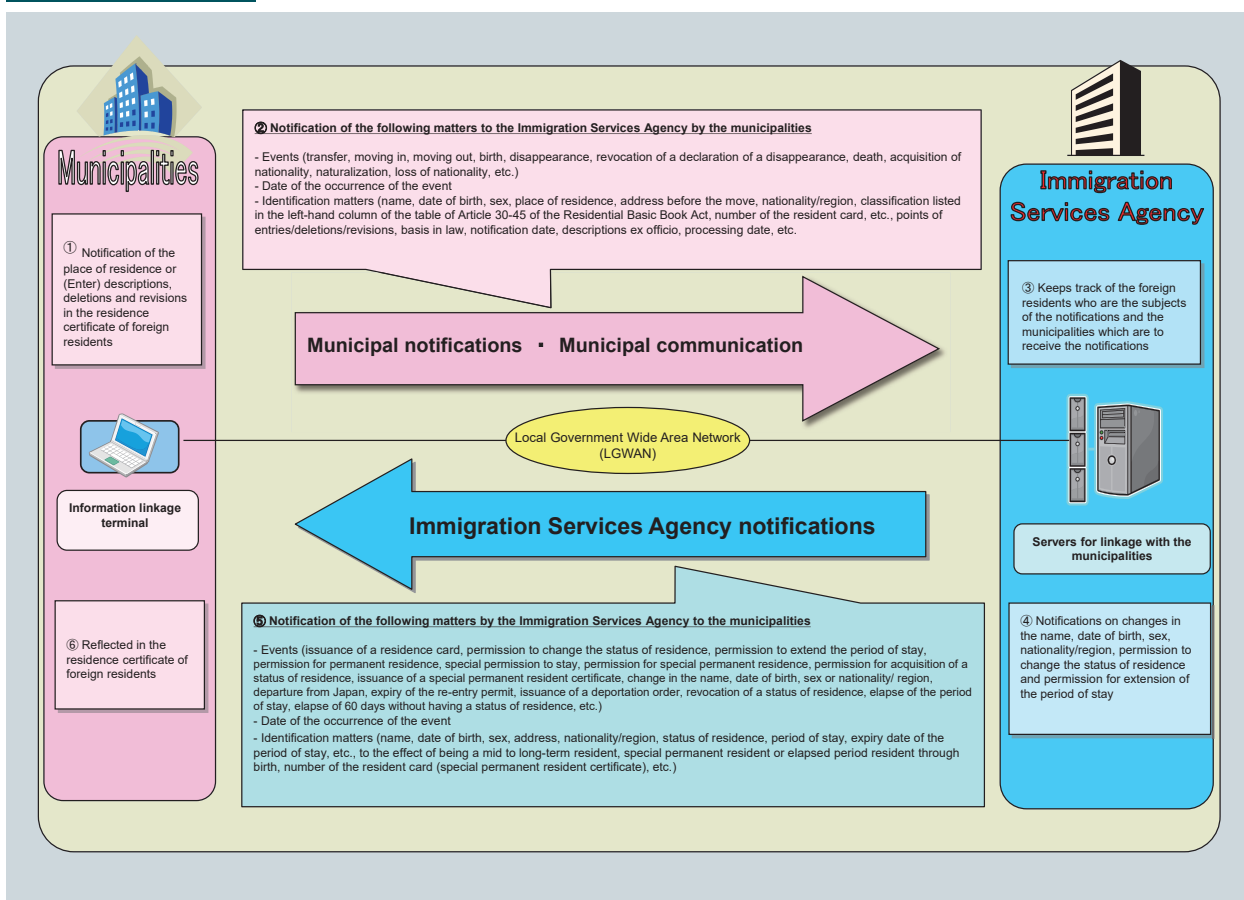 Municipalities
① Notification of the
place of residence or
(Enter) descriptions,
deletions and revisions
in the residence
certificate of foreign
residents
Information linkage
terminal
⑥ Reflected in the
residence certificate of
foreign residents
② Notification of the following matters to the Immigration Services Agency by the municipalities
- Events (transfer, moving in, moving out, birth, disappearance, revocation of a declaration of a disappearance, death, acquisition of
nationality, naturalization, loss of nationality, etc.)
- Date of the occurrence of the event
- Identification matters (name, date of birth, sex, place of residence, address before the move, nationality/region, classification listed
in the left-hand column of the table of Article 30-45 of the Residential Basic Book Act, number of the resident card, etc., points of
entries/deletions/revisions, basis in law, notification date, descriptions ex officio, processing date, etc.
Municipal notifications ・ Municipal communication
Local Government Wide Area Network
(LGWAN)
Immigration Services Agency notifications
⑤ Notification of the following matters by the Immigration Services Agency to the municipalities
- Events (issuance of a residence card, permission to change the status of residence, permission to extend the period of stay,
permission for permanent residence, special permission to stay, permission for special permanent residence, permission for acquisition of a
status of residence, issuance of a special permanent resident certificate, change in the name, date of birth, sex or nationality/ region,
departure from Japan, expiry of the re-entry permit, issuance of a deportation order, revocation of a status of residence, elapse of the period
of stay, elapse of 60 days without having a status of residence, etc.)
- Date of the occurrence of the event
- Identification matters (name, date of birth, sex, address, nationality/region, status of residence, period of stay, expiry date of the
period of stay, etc., to the effect of being a mid to long-term resident, special permanent resident or elapsed period resident through
birth, number of the resident card (special permanent resident certificate), etc.)
Immigration
Services Agency
③ Keeps track of the foreign
residents who are the subjects
of the notifications and the
municipalities which are to
receive the notifications
Servers for linkage with the
municipalities
④ Notifications on changes in
the name, date of birth, sex,
nationality/region, permission to
change the status of residence
and permission for extension of
the period of stay